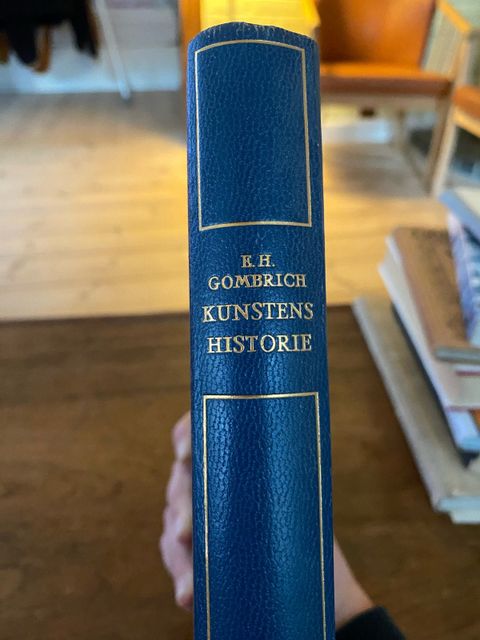 E. H.
GOMBRICH
KUNSTENS
HISTORIE